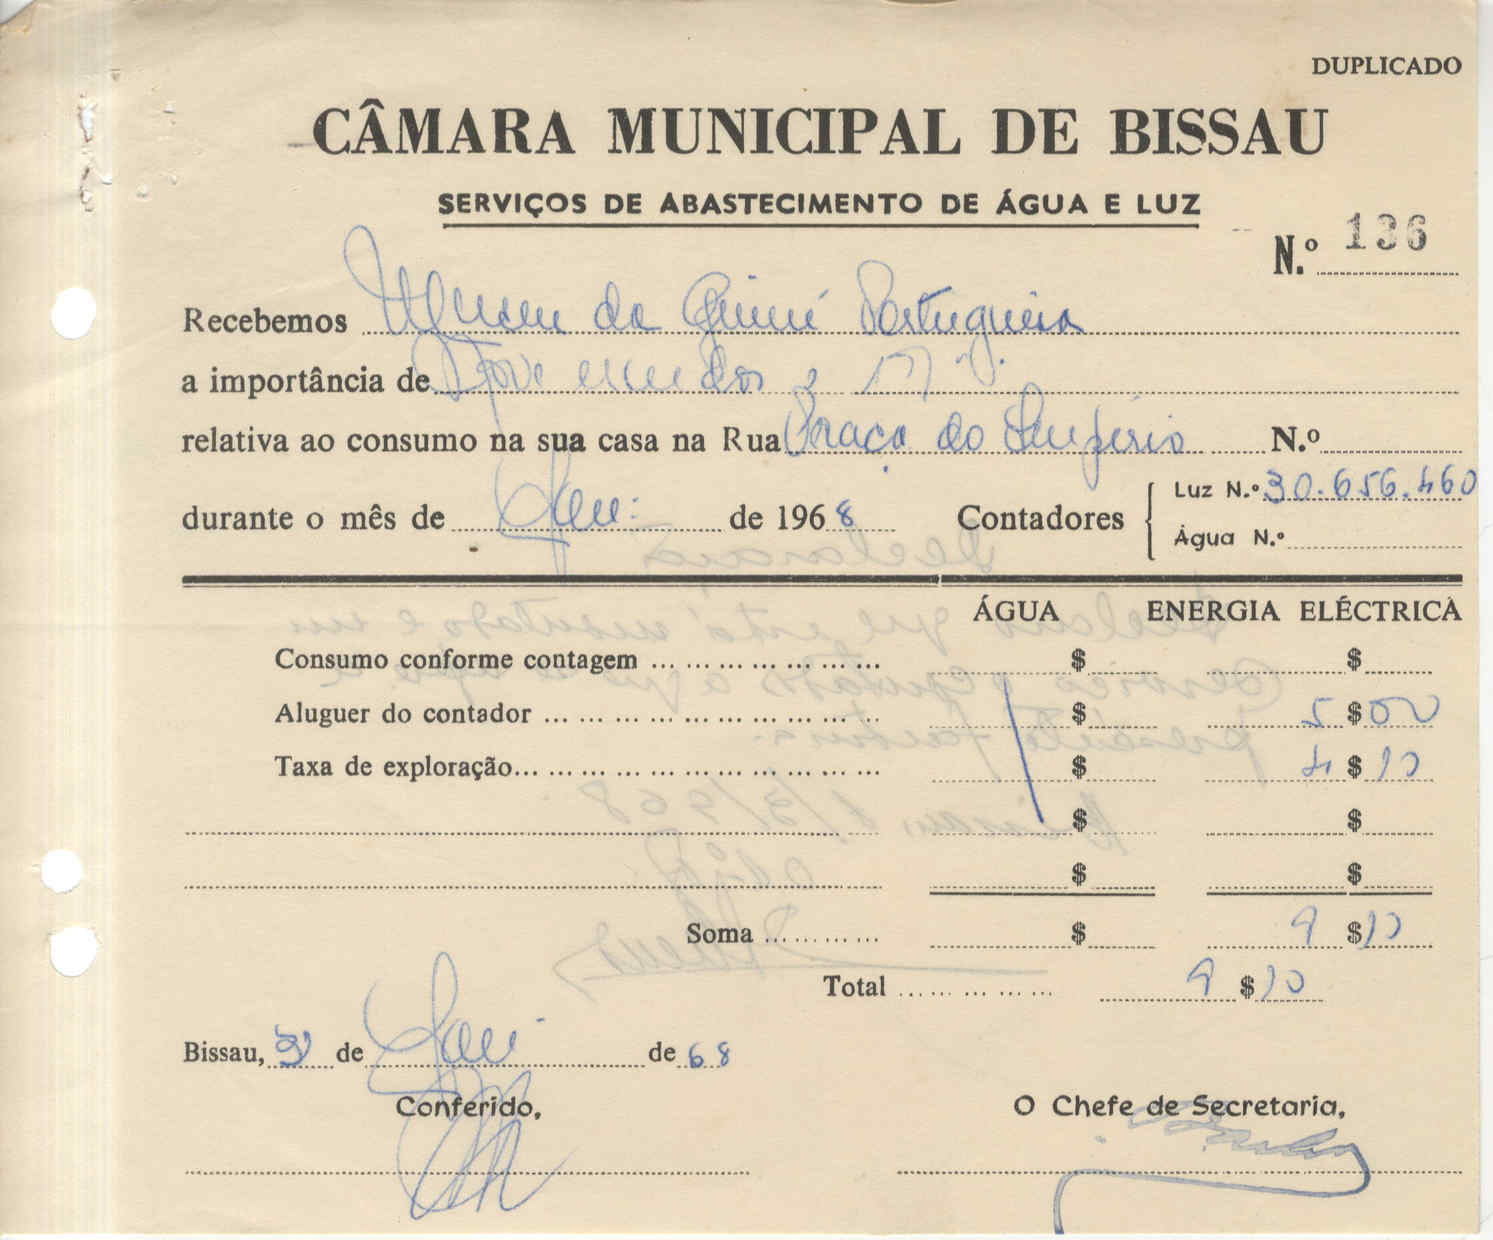 DUPLICADO
CÂMARA MUNICIPAL DE BISSAU
SERVIÇOS DE ABASTECIMENTO DE ÁGUA E LUZ
N.º 136
Recebemos Museu da Guiné Portuguesa
a importância de Nove escudos e
relativa ao consumo na sua casa na Rua Praça do Império N.º
durante o mês de Jan: de 1968 Contadores
Luz N.º 30.656.460
Água N.º
ÁGUA ENERGIA ELÉCTRICA
Consumo conforme contagem ... $ $
Aluguer do contador ... $ 5 $ 00
Taxa de exploração... $ 4 $ 10
$ $
$ $
Soma ... $ 9 $ 10
Total ... 9 $ 10
Bissau, 31 de Jan: de 68
Conferido,
O Chefe de Secretaria,